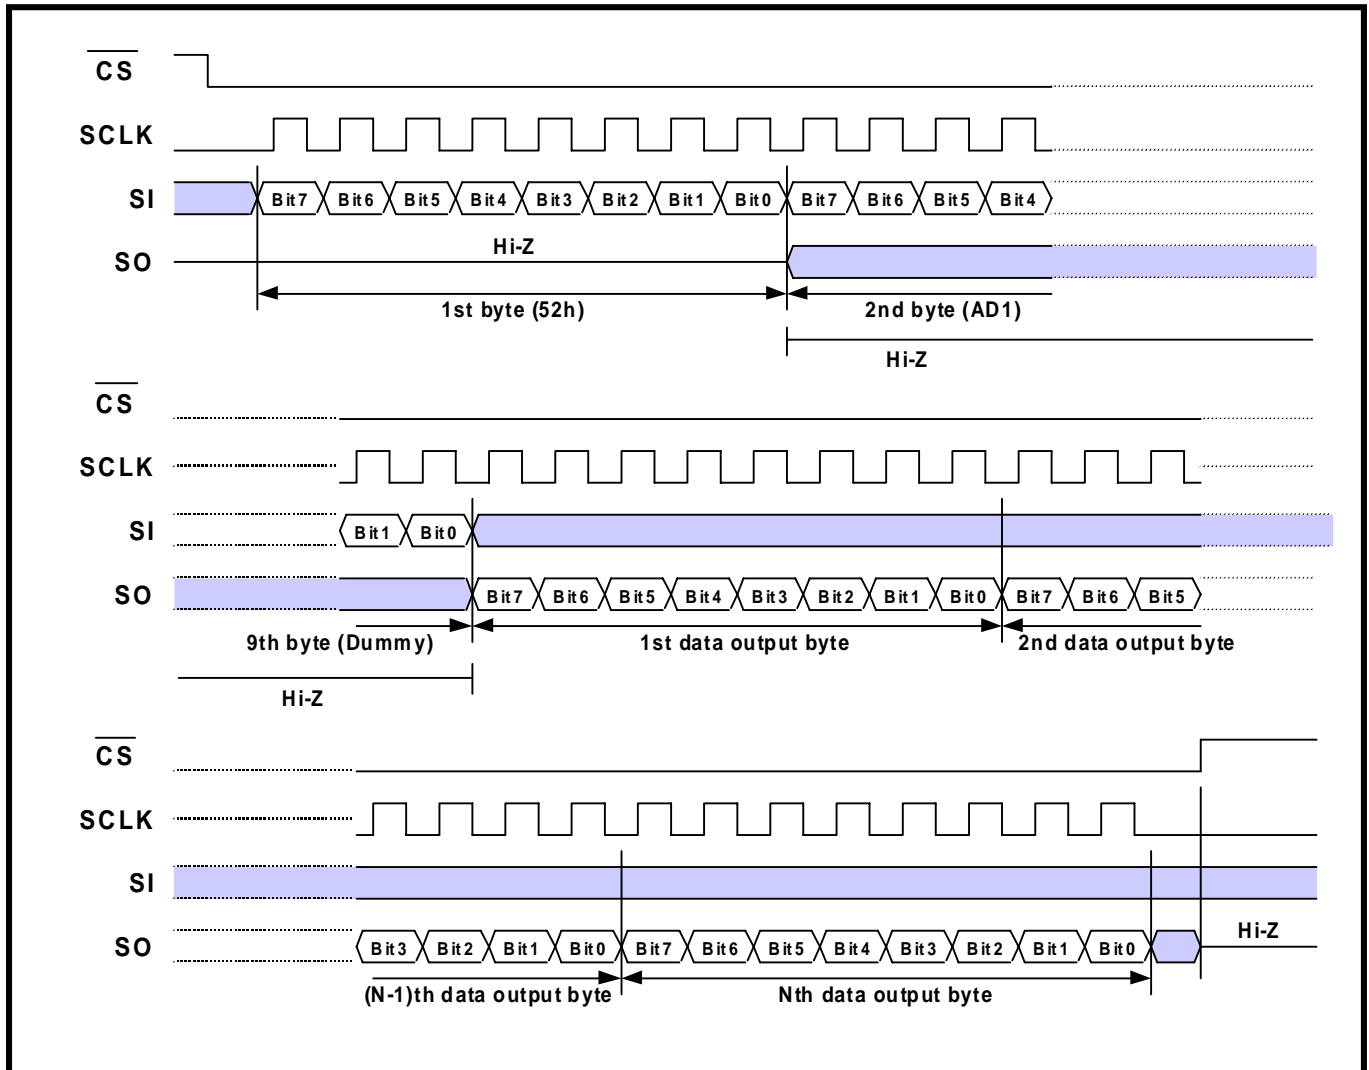 CS
SCLK
SI Bit7 Bit6 Bit5 Bit4 Bit3 Bit2 Bit1 Bit0 Bit7 Bit6 Bit5 Bit4
Hi-Z
SO
1st byte (52h) 2nd byte (AD1)
Hi-Z
CS
SCLK
SI Bit1 Bit0
SO Bit7 Bit6 Bit5 Bit4 Bit3 Bit2 Bit1 Bit0 Bit7 Bit6 Bit5
9th byte (Dummy) 1st data output byte 2nd data output byte
Hi-Z
CS
SCLK
SI
SO Bit3 Bit2 Bit1 Bit0 Bit7 Bit6 Bit5 Bit4 Bit3 Bit2 Bit1 Bit0 Hi-Z
(N-1)th data output byte Nth data output byte